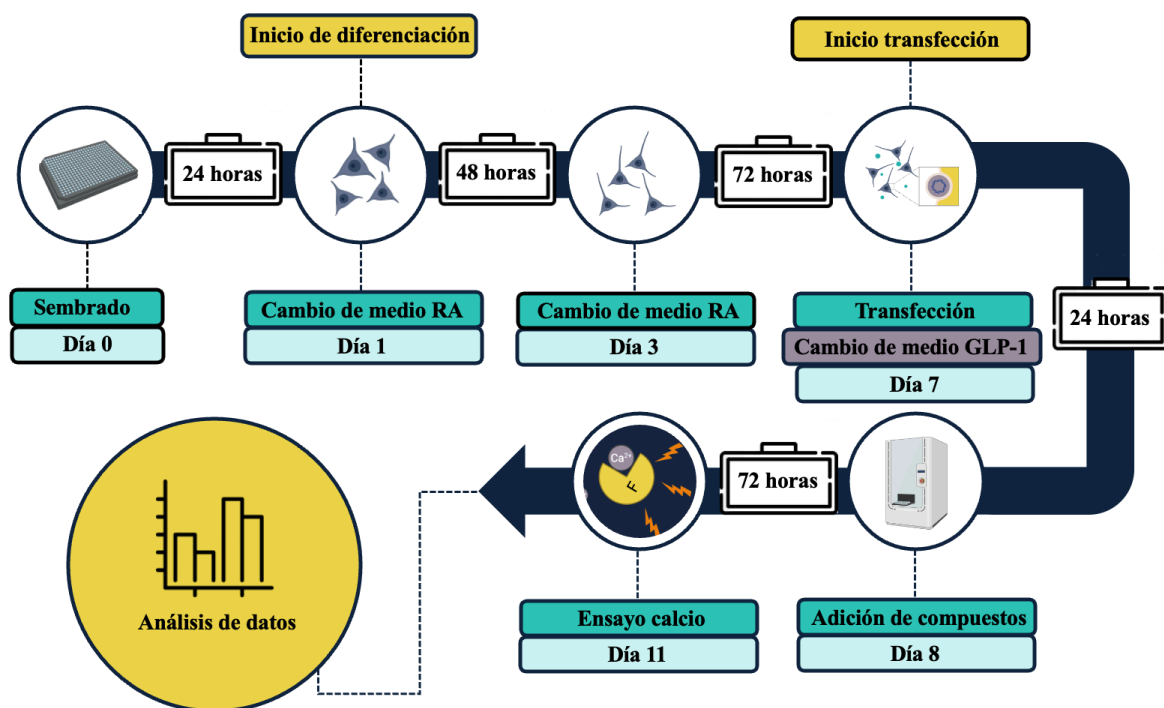 Inicio de diferenciación
Inicio transfección
24 horas
48 horas
72 horas
Sembrado
Día 0
Cambio de medio RA
Día 1
Cambio de medio RA
Día 3
Transfección
Cambio de medio GLP-1
Día 7
24 horas
Ca²⁺
F
72 horas
Análisis de datos
Ensayo calcio
Día 11
Adición de compuestos
Día 8